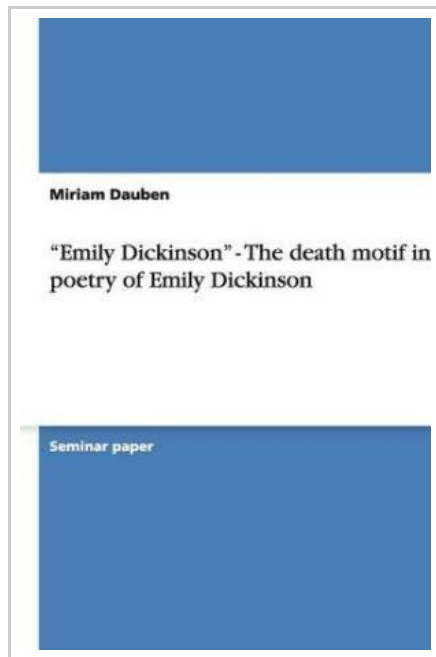 Miriam Dauben
“Emily Dickinson” - The death motif in
poetry of Emily Dickinson
Seminar paper